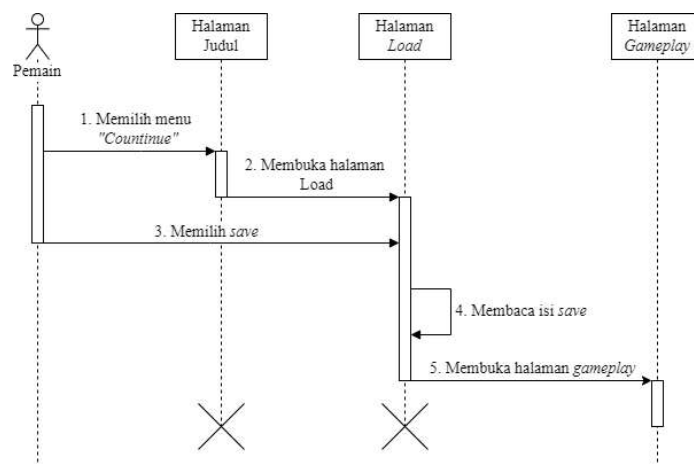 Pemain
Halaman
Judul
Halaman
Load
Halaman
Gameplay
1. Memilih menu
"Countinue"
2. Membuka halaman
Load
3. Memilih save
4. Membaca isi save
5. Membuka halaman gameplay